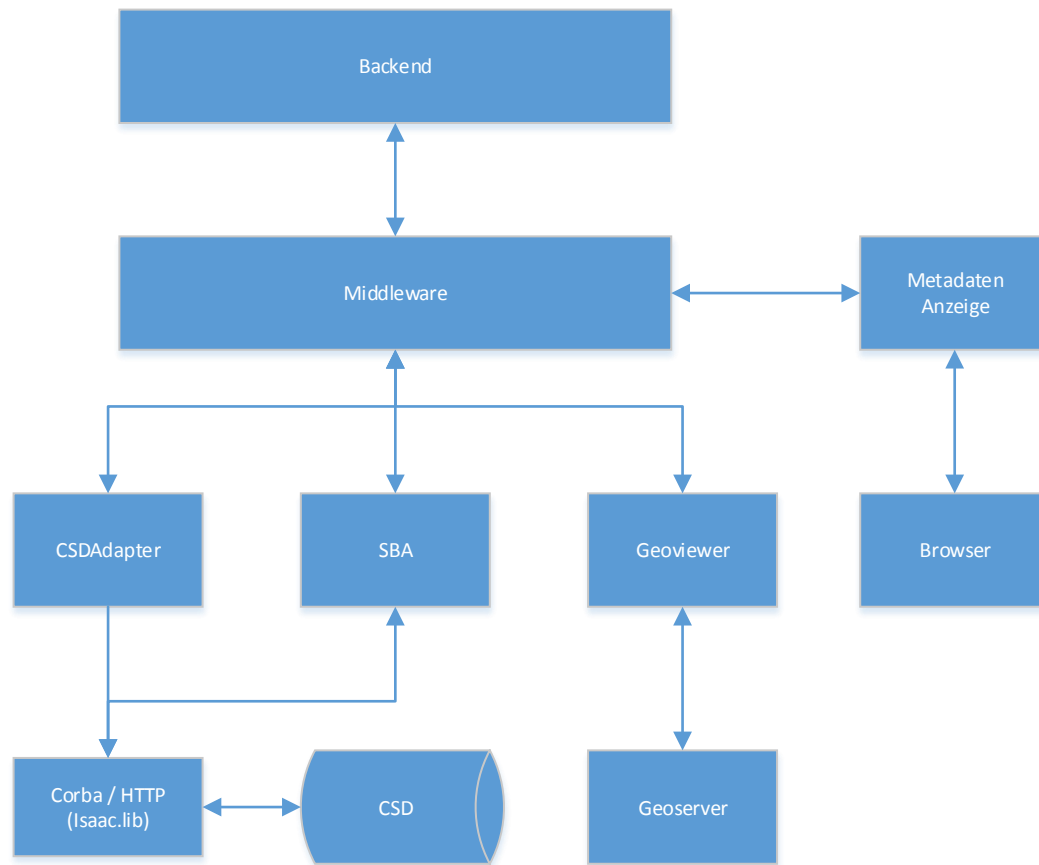 Backend
Middleware
Metadaten
Anzeige
CSDAdapter
SBA
Geoviewer
Browser
Corba / HTTP
(Isaac.lib)
CSD
Geoserver